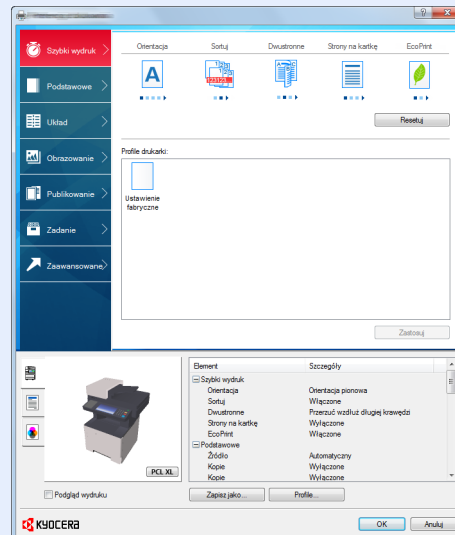 Szybki wydruk
Podstawowe
Układ
Obrazowanie
Publikowanie
Zadanie
Zaawansowane
Orientacja Sortuj Dwustronne Strony na kartkę EcoPrint
A
123123
Resetuj
Profile drukarki:
Ustawienie
fabryczne
Zastosuj
Element Szczegóły
Szybki wydruk
Orientacja Orientacja pionowa
Sortuj Włączone
Dwustronne Przerzuć wzdłuż długiej krawędzi
Strony na kartkę Wyłączone
EcoPrint Włączone
Podstawowe
Źródło Automatyczny
Kopie Wyłączone
Kopie Wyłączone
PCL XL
Podgląd wydruku
Zapisz jako... Profile...
KYOCERA
OK Anuluj